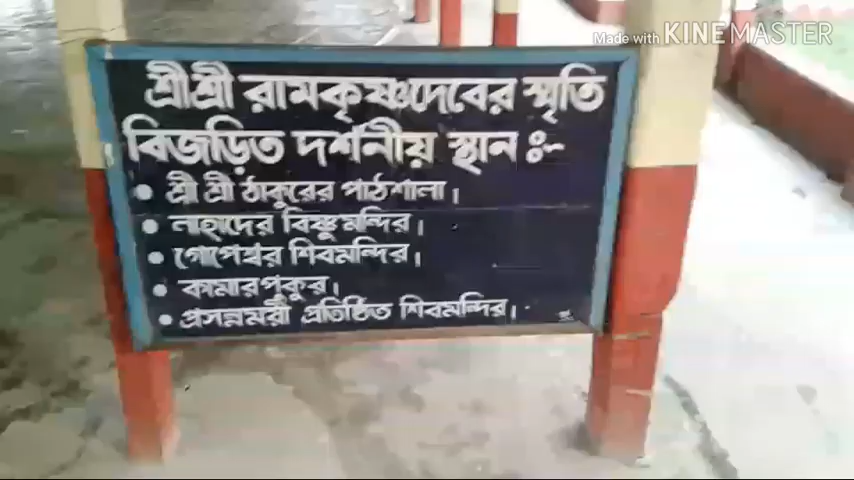 Made with KINEMASTER
শ্রীশ্রী রামকৃষ্ণদেবের স্মৃতি
বিজড়িত দর্শনীয় স্থান ঃ-
• শ্রী শ্রী ঠাকুরের পাঠশালা।
• লাহাদের বিষ্ণুমন্দির।
• গোপেশ্বর শিবমন্দির।
• কামারপুকুর।
• প্রসন্নময়ী প্রতিষ্ঠিত শিবমন্দির।